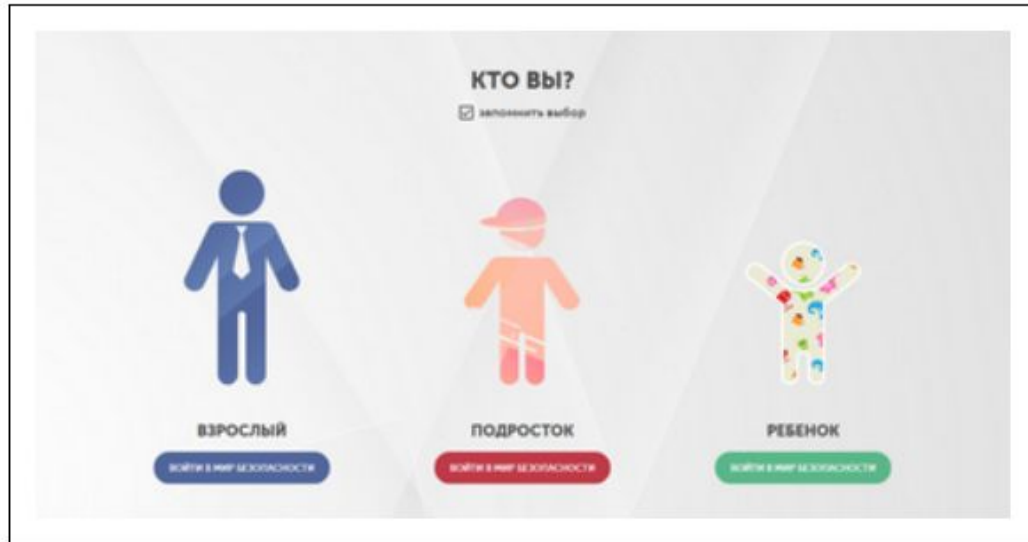 КТО ВЫ?
запомнить выбор
ВЗРОСЛЫЙ
ПОДРОСТОК
РЕБЕНОК
ВОЙТИ В МИР БЕЗОПАСНОСТИ
ВОЙТИ В МИР БЕЗОПАСНОСТИ
ВОЙТИ В МИР БЕЗОПАСНОСТИ